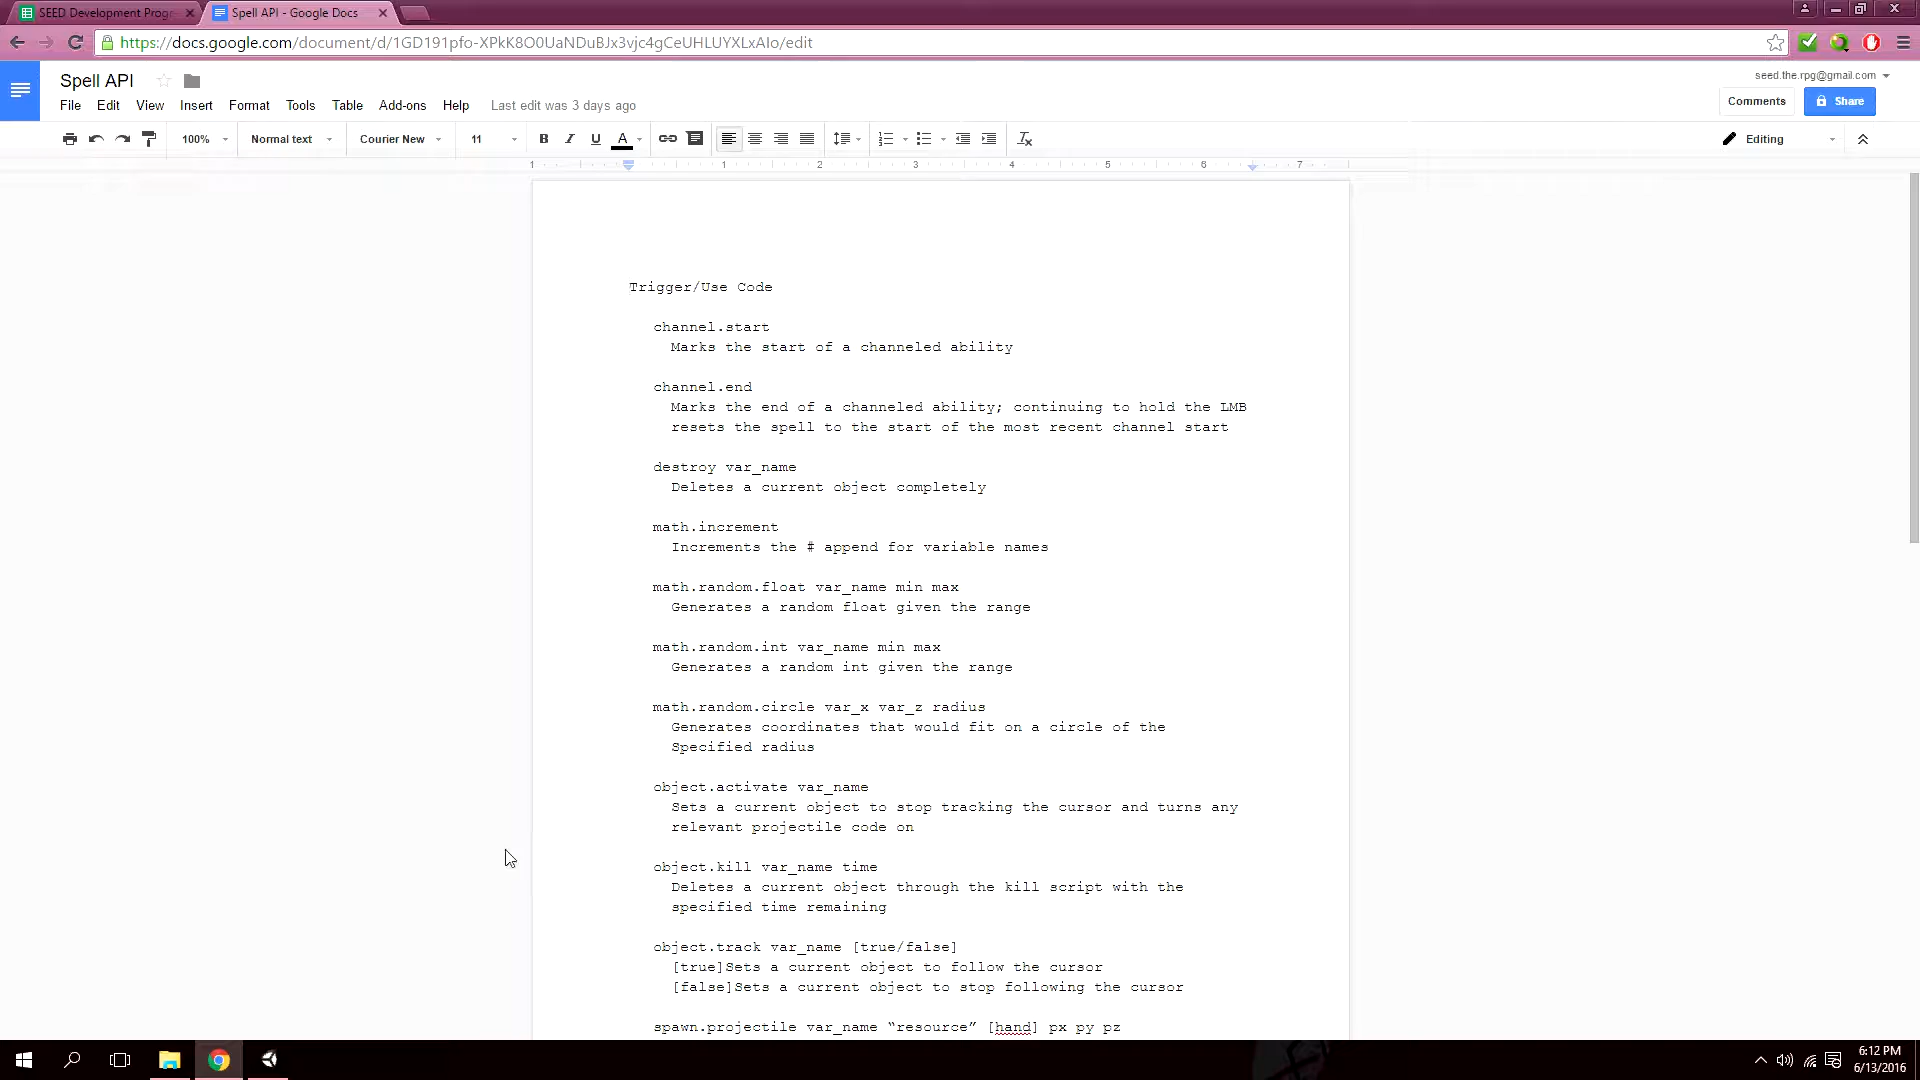 SEED Development Progr
Spell API - Google Docs
https://docs.google.com/document/d/1GD191pfo-XPkK8O0UaNDuBJx3vjc4gCeUHLUYXLxAIo/edit
Spell API
seed.the.rpg@gmail.com
File Edit View Insert Format Tools Table Add-ons Help Last edit was 3 days ago
Comments
Share
100% Normal text Courier New 11
Editing
1 1 2 3 4 5 6 7
Trigger/Use Code
channel.start
Marks the start of a channeled ability
channel.end
Marks the end of a channeled ability; continuing to hold the LMB
resets the spell to the start of the most recent channel start
destroy var_name
Deletes a current object completely
math.increment
Increments the # append for variable names
math.random.float var_name min max
Generates a random float given the range
math.random.int var_name min max
Generates a random int given the range
math.random.circle var_x var_z radius
Generates coordinates that would fit on a circle of the
Specified radius
object.activate var_name
Sets a current object to stop tracking the cursor and turns any
relevant projectile code on
object.kill var_name time
Deletes a current object through the kill script with the
specified time remaining
object.track var_name [true/false]
[true]Sets a current object to follow the cursor
[false]Sets a current object to stop following the cursor
spawn.projectile var_name “resource” [hand] px py pz
6:12 PM
6/13/2016